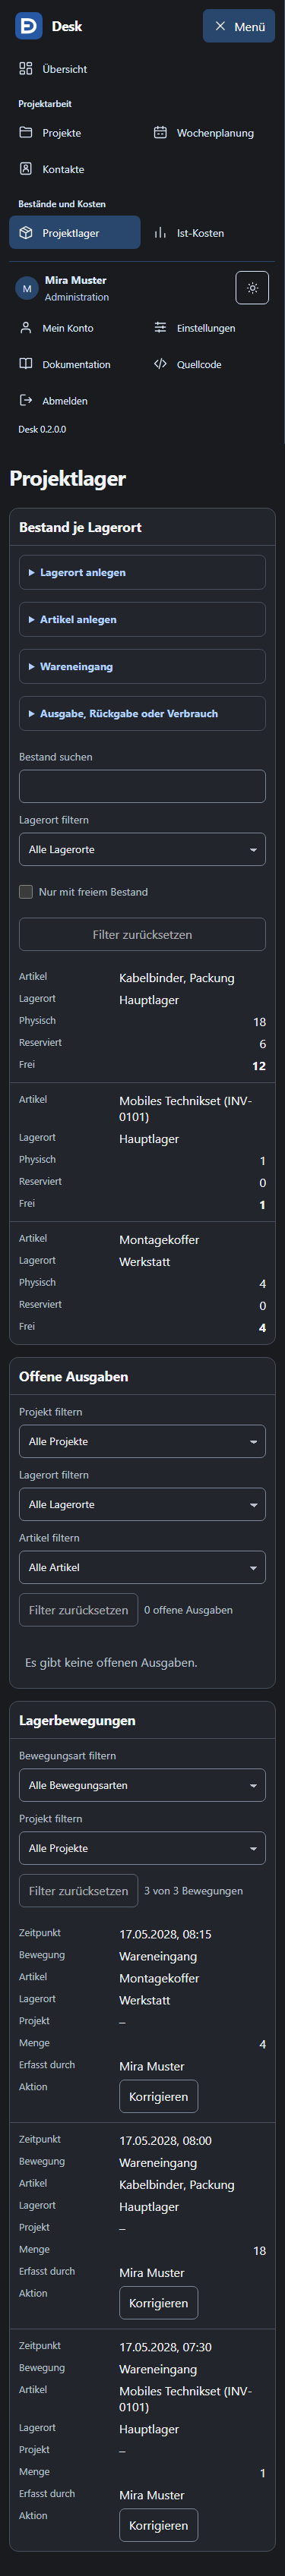 Desk
Menü
Übersicht
Projektarbeit
Projekte
Wochenplanung
Kontakte
Bestände und Kosten
Projektlager
Ist-Kosten
M
Mira Muster
Administration
Mein Konto
Einstellungen
Dokumentation
Quellcode
Abmelden
Desk 0.2.0.0
Projektlager
Bestand je Lagerort
Lagerort anlegen
Artikel anlegen
Wareneingang
Ausgabe, Rückgabe oder Verbrauch
Bestand suchen
Lagerort filtern
Alle Lagerorte
Nur mit freiem Bestand
Filter zurücksetzen
Artikel Kabelbinder, Packung
Lagerort Hauptlager
Physisch 18
Reserviert 6
Frei 12
Artikel Mobiles Technikset (INV-
0101)
Lagerort Hauptlager
Physisch 1
Reserviert 0
Frei 1
Artikel Montagekoffer
Lagerort Werkstatt
Physisch 4
Reserviert 0
Frei 4
Offene Ausgaben
Projekt filtern
Alle Projekte
Lagerort filtern
Alle Lagerorte
Artikel filtern
Alle Artikel
Filter zurücksetzen 0 offene Ausgaben
Es gibt keine offenen Ausgaben.
Lagerbewegungen
Bewegungsart filtern
Alle Bewegungsarten
Projekt filtern
Alle Projekte
Filter zurücksetzen 3 von 3 Bewegungen
Zeitpunkt 17.05.2028, 08:15
Bewegung Wareneingang
Artikel Montagekoffer
Lagerort Werkstatt
Projekt –
Menge 4
Erfasst durch Mira Muster
Aktion Korrigieren
Zeitpunkt 17.05.2028, 08:00
Bewegung Wareneingang
Artikel Kabelbinder, Packung
Lagerort Hauptlager
Projekt –
Menge 18
Erfasst durch Mira Muster
Aktion Korrigieren
Zeitpunkt 17.05.2028, 07:30
Bewegung Wareneingang
Artikel Mobiles Technikset (INV-
0101)
Lagerort Hauptlager
Projekt –
Menge 1
Erfasst durch Mira Muster
Aktion Korrigieren